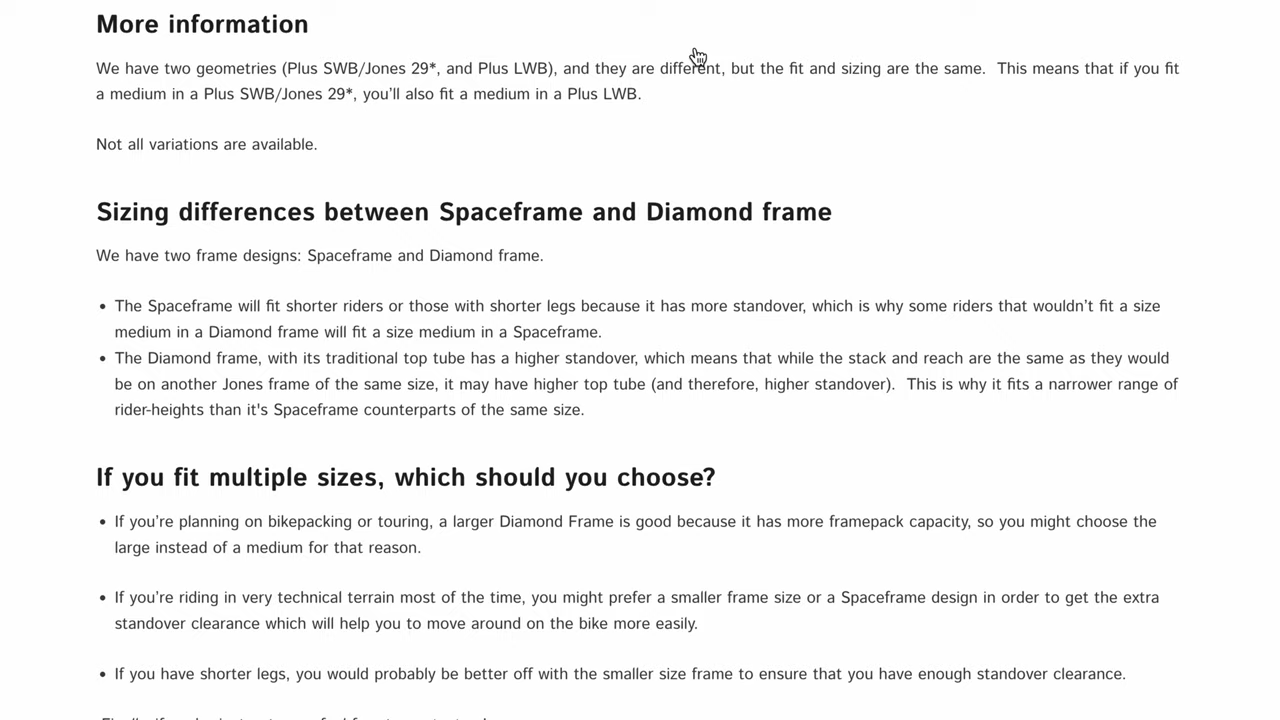 More information
We have two geometries (Plus SWB/Jones 29*, and Plus LWB), and they are different, but the fit and sizing are the same.  This means that if you fit
a medium in a Plus SWB/Jones 29*, you’ll also fit a medium in a Plus LWB.
Not all variations are available.
Sizing differences between Spaceframe and Diamond frame
We have two frame designs: Spaceframe and Diamond frame.
• The Spaceframe will fit shorter riders or those with shorter legs because it has more standover, which is why some riders that wouldn’t fit a size
medium in a Diamond frame will fit a size medium in a Spaceframe.
• The Diamond frame, with its traditional top tube has a higher standover, which means that while the stack and reach are the same as they would
be on another Jones frame of the same size, it may have higher top tube (and therefore, higher standover).  This is why it fits a narrower range of
rider-heights than it's Spaceframe counterparts of the same size.
If you fit multiple sizes, which should you choose?
• If you’re planning on bikepacking or touring, a larger Diamond Frame is good because it has more framepack capacity, so you might choose the
large instead of a medium for that reason.
• If you’re riding in very technical terrain most of the time, you might prefer a smaller frame size or a Spaceframe design in order to get the extra
standover clearance which will help you to move around on the bike more easily.
• If you have shorter legs, you would probably be better off with the smaller size frame to ensure that you have enough standover clearance.